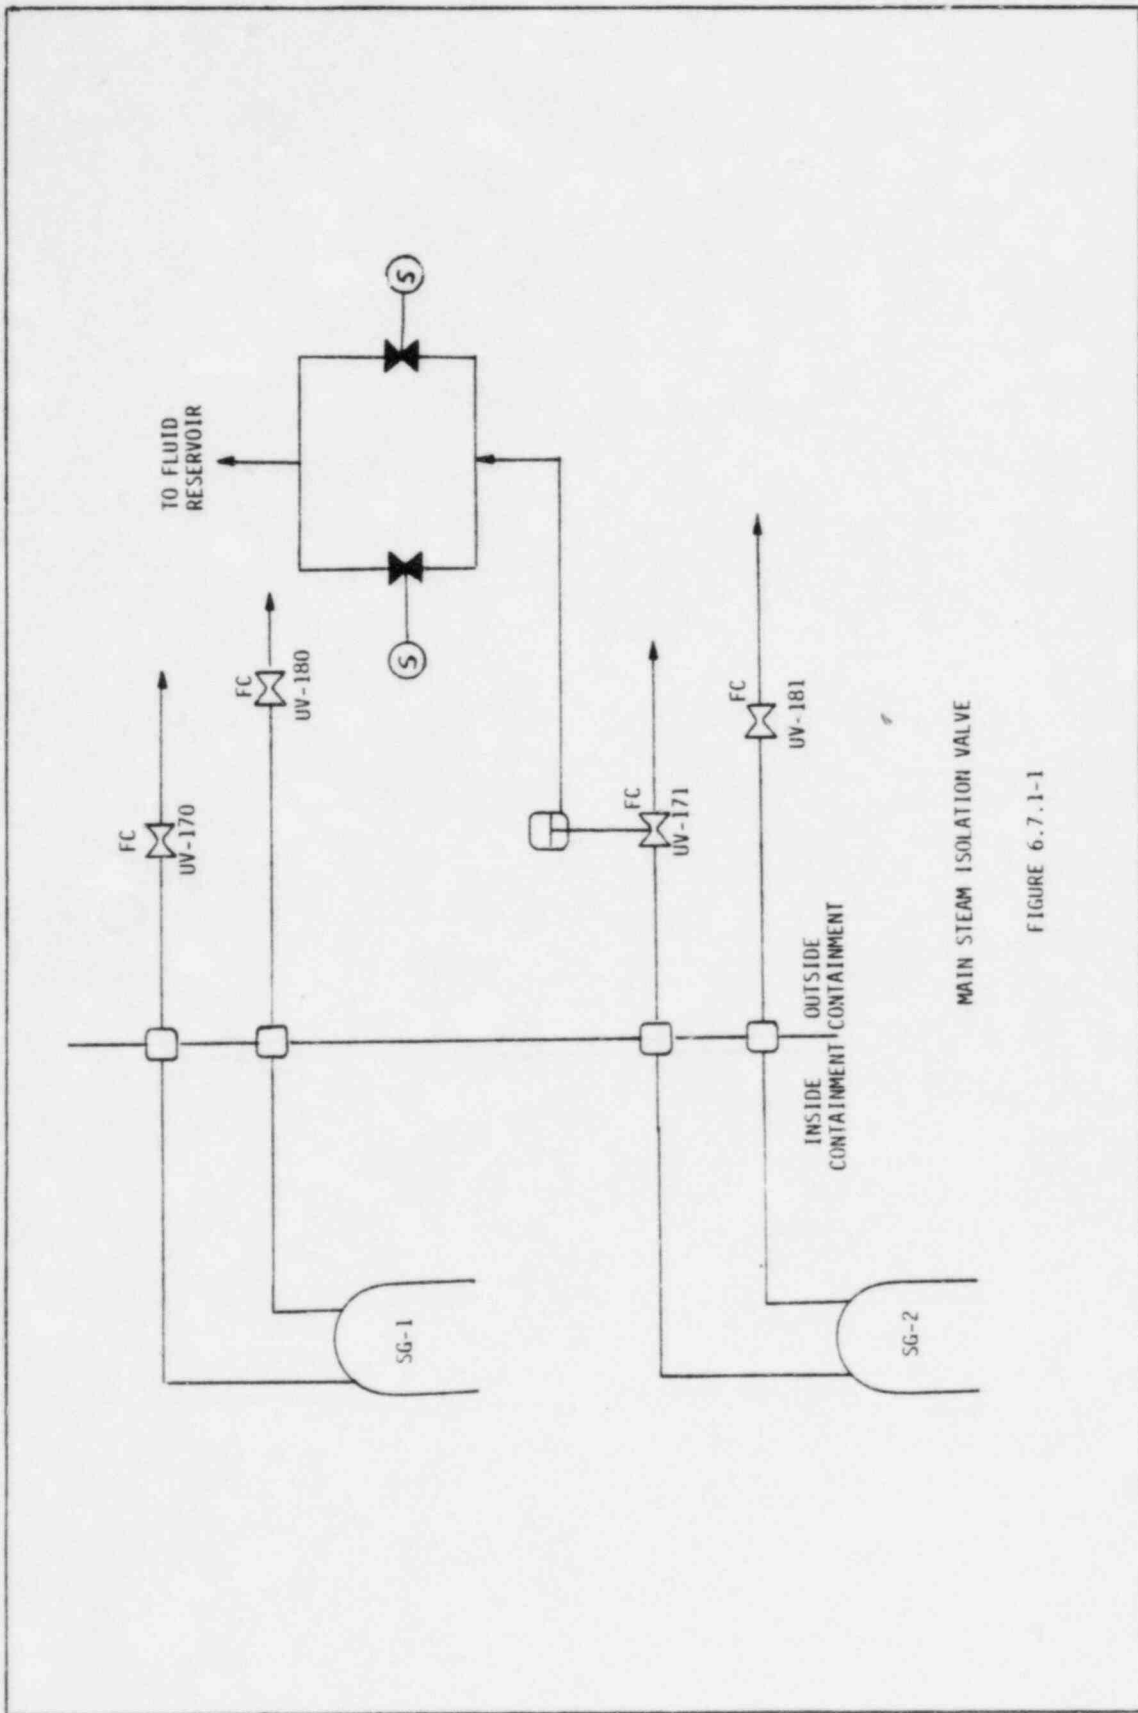 TO FLUID
RESERVOIR
S
S
FC
UV-170
FC
UV-180
FC
UV-171
FC
UV-181
INSIDE
CONTAINMENT
OUTSIDE
CONTAINMENT
SG-1
SG-2
MAIN STEAM ISOLATION VALVE
FIGURE 6.7.1-1